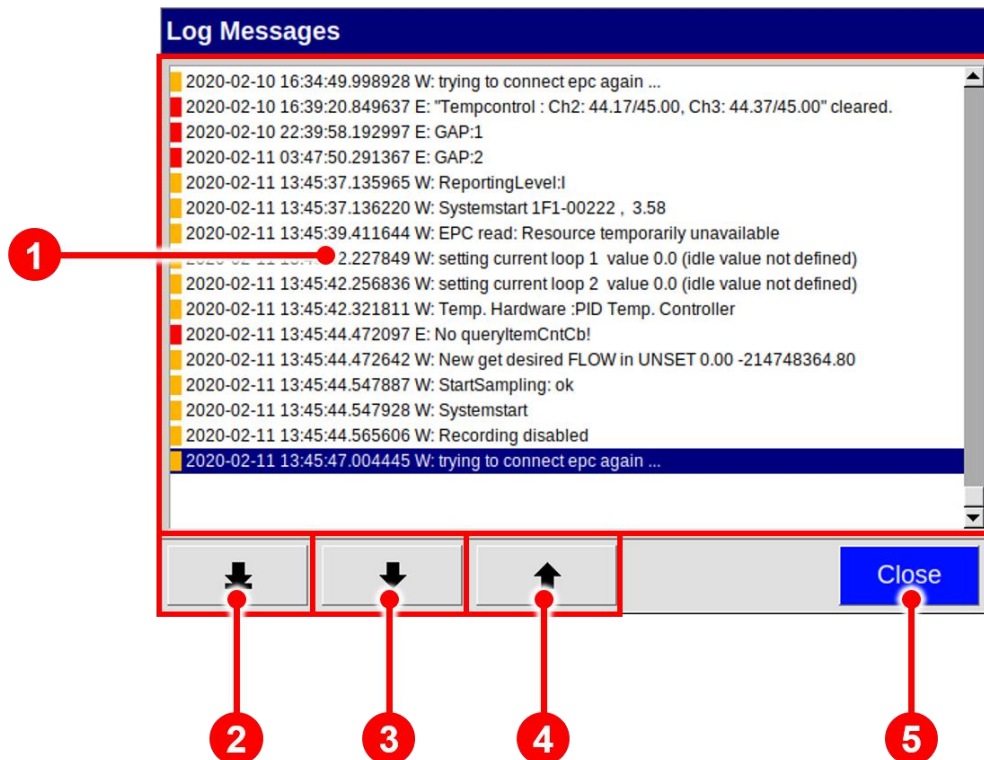 Log Messages
2020-02-10 16:34:49.998928 W: trying to connect epc again ...
2020-02-10 16:39:20.849637 E: "Tempcontrol : Ch2: 44.17/45.00, Ch3: 44.37/45.00" cleared.
2020-02-10 22:39:58.192997 E: GAP:1
2020-02-11 03:47:50.291367 E: GAP:2
2020-02-11 13:45:37.135965 W: ReportingLevel:I
2020-02-11 13:45:37.136220 W: Systemstart 1F1-00222 , 3.58
2020-02-11 13:45:39.411644 W: EPC read: Resource temporarily unavailable
2.227849 W: setting current loop 1 value 0.0 (idle value not defined)
2020-02-11 13:45:42.256836 W: setting current loop 2 value 0.0 (idle value not defined)
2020-02-11 13:45:42.321811 W: Temp. Hardware :PID Temp. Controller
2020-02-11 13:45:44.472097 E: No queryItemCntCb!
2020-02-11 13:45:44.472642 W: New get desired FLOW in UNSET 0.00 -214748364.80
2020-02-11 13:45:44.547887 W: StartSampling: ok
2020-02-11 13:45:44.547928 W: Systemstart
2020-02-11 13:45:44.565606 W: Recording disabled
2020-02-11 13:45:47.004445 W: trying to connect epc again ...
Close
1
2
3
4
5